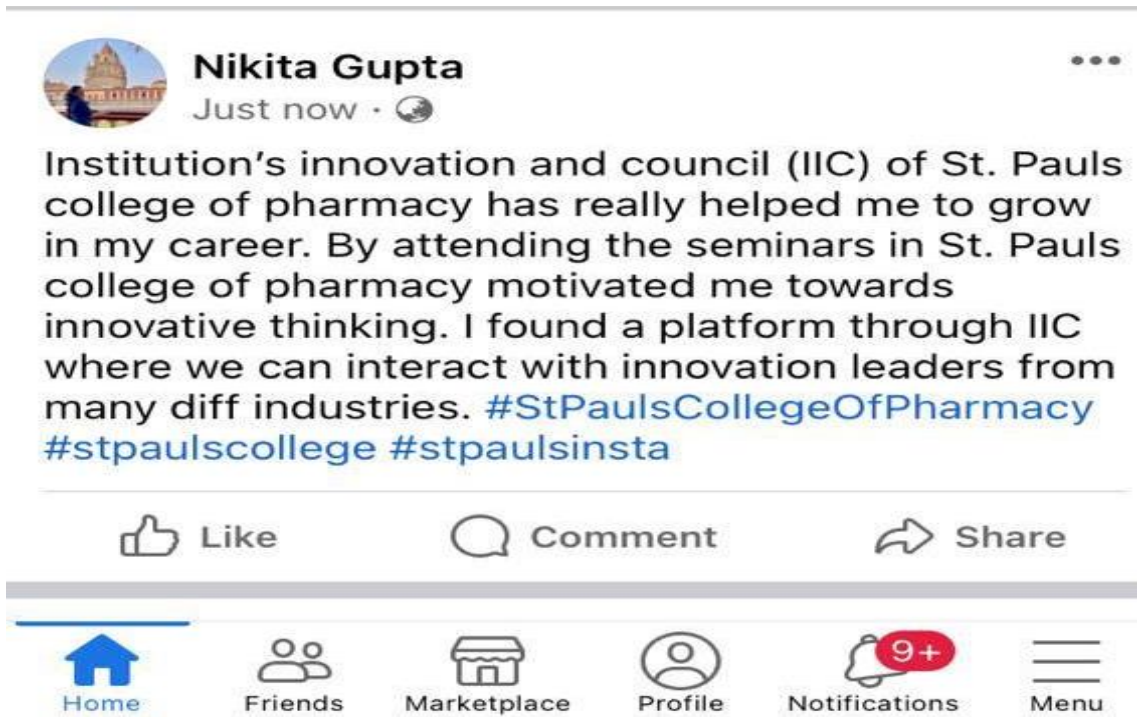 Nikita Gupta
Just now ·
Institution's innovation and council (IIC) of St. Pauls
college of pharmacy has really helped me to grow
in my career. By attending the seminars in St. Pauls
college of pharmacy motivated me towards
innovative thinking. I found a platform through IIC
where we can interact with innovation leaders from
many diff industries. #StPaulsCollegeOfPharmacy
#stpaulscollege #stpaulsinsta
Like Comment Share
9+
Home Friends Marketplace Profile Notifications Menu